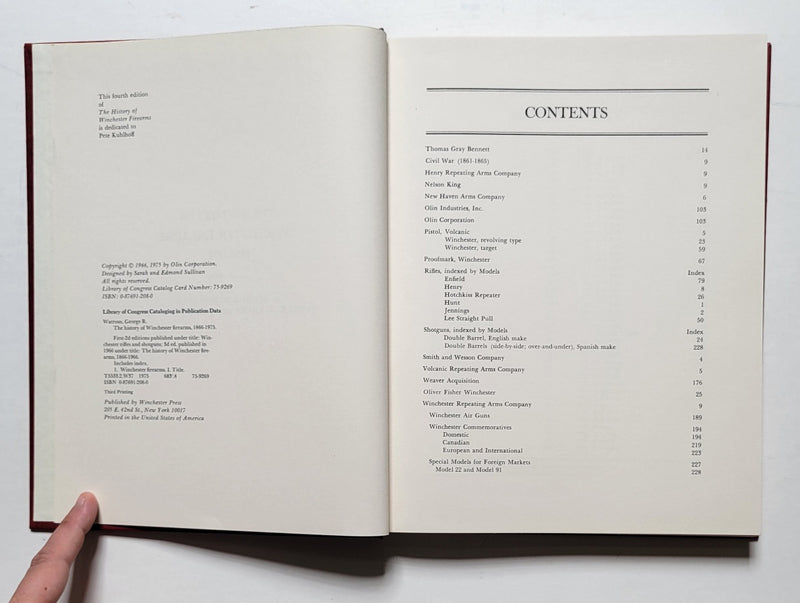 This fourth edition
of
The History of
Winchester Firearms
is dedicated to
Pete Kuhlhoff
Copyright © 1966, 1975 by Olin Corporation.
Designed by Sarah and Edmond Sullivan
All rights reserved.
Library of Congress Catalog Card Number: 75-9269
ISBN: 0-87691-208-0
Library of Congress Cataloging in Publication Data
Watrous, George R.
The history of Winchester firearms, 1866-1975.
First-2d editions published under title: Win-
chester rifles and shotguns; 3d ed. published in
1966 under title: The history of Winchester fire-
arms, 1866-1966.
Includes index.
1. Winchester firearms. I. Title.
TS533.2.W37 1975 683'.4 75-9269
ISBN 0-87691-208-0
Third Printing
Published by Winchester Press
205 E. 42nd St., New York 10017
Printed in the United States of America
CONTENTS
Thomas Gray Bennett 14
Civil War (1861-1865) 9
Henry Repeating Arms Company 9
Nelson King 9
New Haven Arms Company 6
Olin Industries, Inc. 103
Olin Corporation 103
Pistol, Volcanic 5
Winchester, revolving type 23
Winchester, target 59
Proofmark, Winchester 67
Rifles, indexed by Models Index
Enfield 79
Henry 8
Hotchkiss Repeater 26
Hunt 1
Jennings 2
Lee Straight Pull 50
Shotguns, indexed by Models Index
Double Barrel, English make 24
Double Barrels (side-by-side; over-and-under), Spanish make 228
Smith and Wesson Company 4
Volcanic Repeating Arms Company 5
Weaver Acquisition 176
Oliver Fisher Winchester 25
Winchester Repeating Arms Company 9
Winchester Air Guns 189
Winchester Commemoratives 194
Domestic 194
Canadian 219
European and International 223
Special Models for Foreign Markets 227
Model 22 and Model 91 228